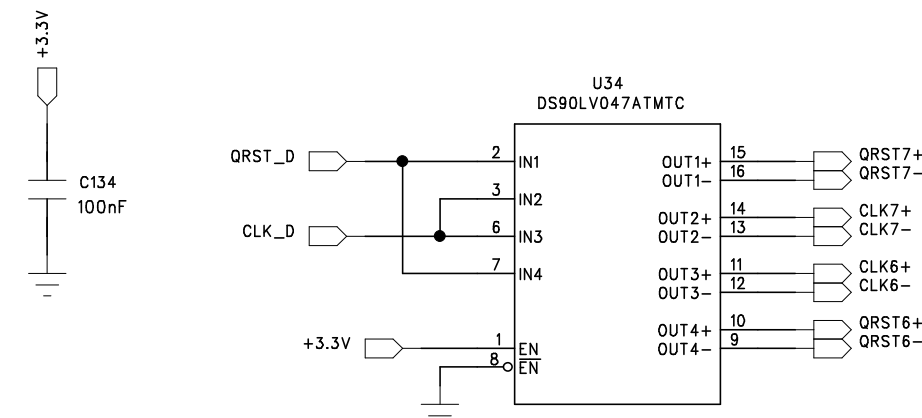 +3.3V
C134
100nF
U34
DS90LV047ATMTC
QRST_D
CLK_D
+3.3V
2 IN1
3 IN2
6 IN3
7 IN4
1 EN
8 EN
OUT1+ 15 QRST7+
OUT1- 16 QRST7-
OUT2+ 14 CLK7+
OUT2- 13 CLK7-
OUT3+ 11 CLK6+
OUT3- 12 CLK6-
OUT4+ 10 QRST6+
OUT4- 9 QRST6-